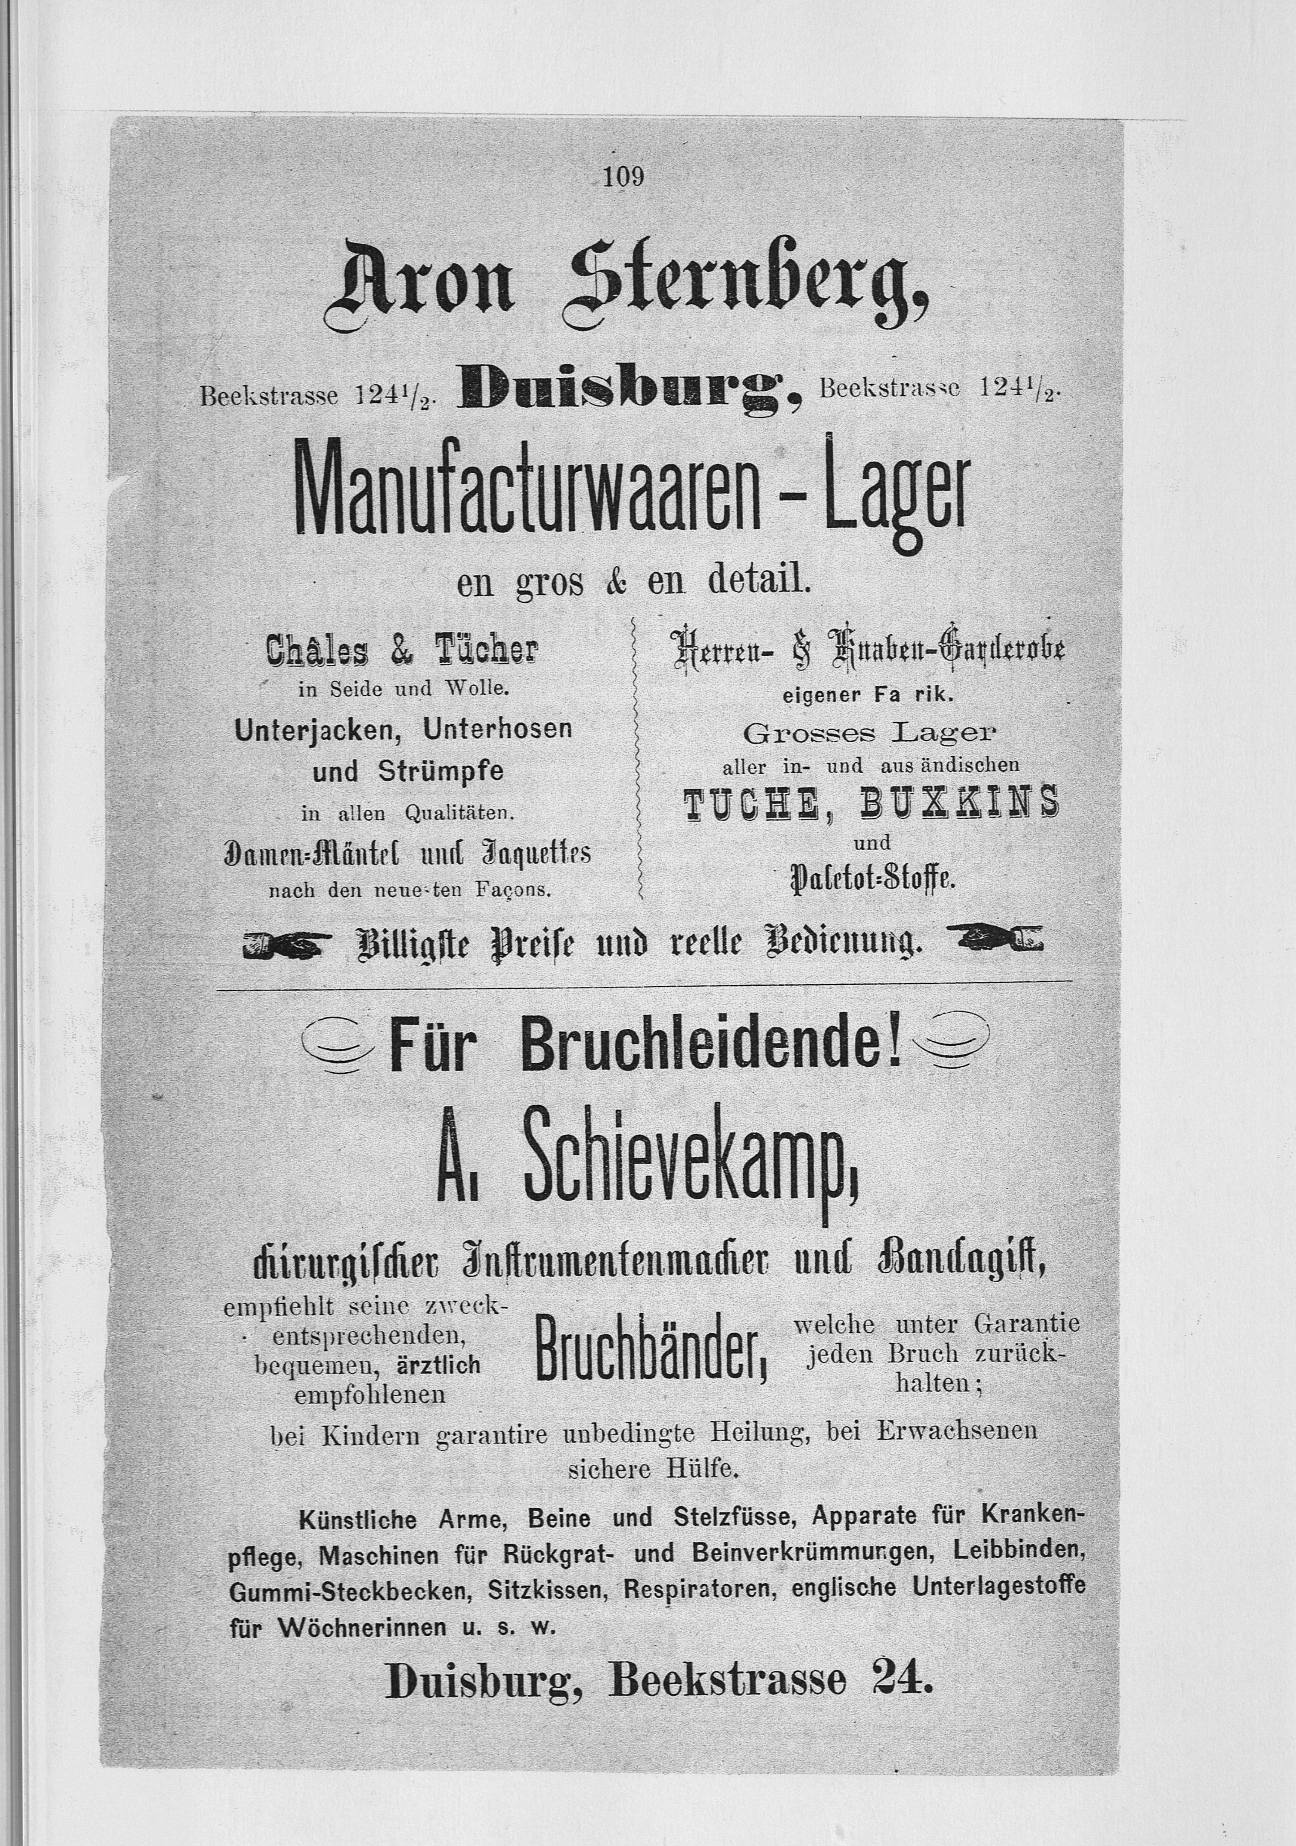 109
Aron Sternberg,
Beekstrasse 124 1/2. Duisburg, Beekstrasse 124 1/2.
Manufacturwaaren - Lager
en gros & en detail.
Châles & Tücher
in Seide und Wolle.
Unterjacken, Unterhosen
und Strümpfe
in allen Qualitäten.
Damen-Mäntel und Jaquettes
nach den neue ten Façons.
Herren- & Knaben-Garderobe
eigener Fa rik.
Grosses Lager
aller in- und aus ändischen
TUCHE, BUXKINS
und
Paletot-Stoffe.
Billigste Preise und reelle Bedienung.
Für Bruchleidende!
A. Schievekamp,
chirurgischer Instrumentenmacher und Bandagist,
empfiehlt seine zweck-
entsprechenden,
bequemen, ärztlich
empfohlenen
Bruchbänder,
welche unter Garantie
jeden Bruch zurück-
halten;
bei Kindern garantire unbedingte Heilung, bei Erwachsenen
sichere Hülfe.
Künstliche Arme, Beine und Stelzfüsse, Apparate für Kranken-
pflege, Maschinen für Rückgrat- und Beinverkrümmungen, Leibbinden,
Gummi-Steckbecken, Sitzkissen, Respiratoren, englische Unterlagestoffe
für Wöchnerinnen u. s. w.
Duisburg, Beekstrasse 24.